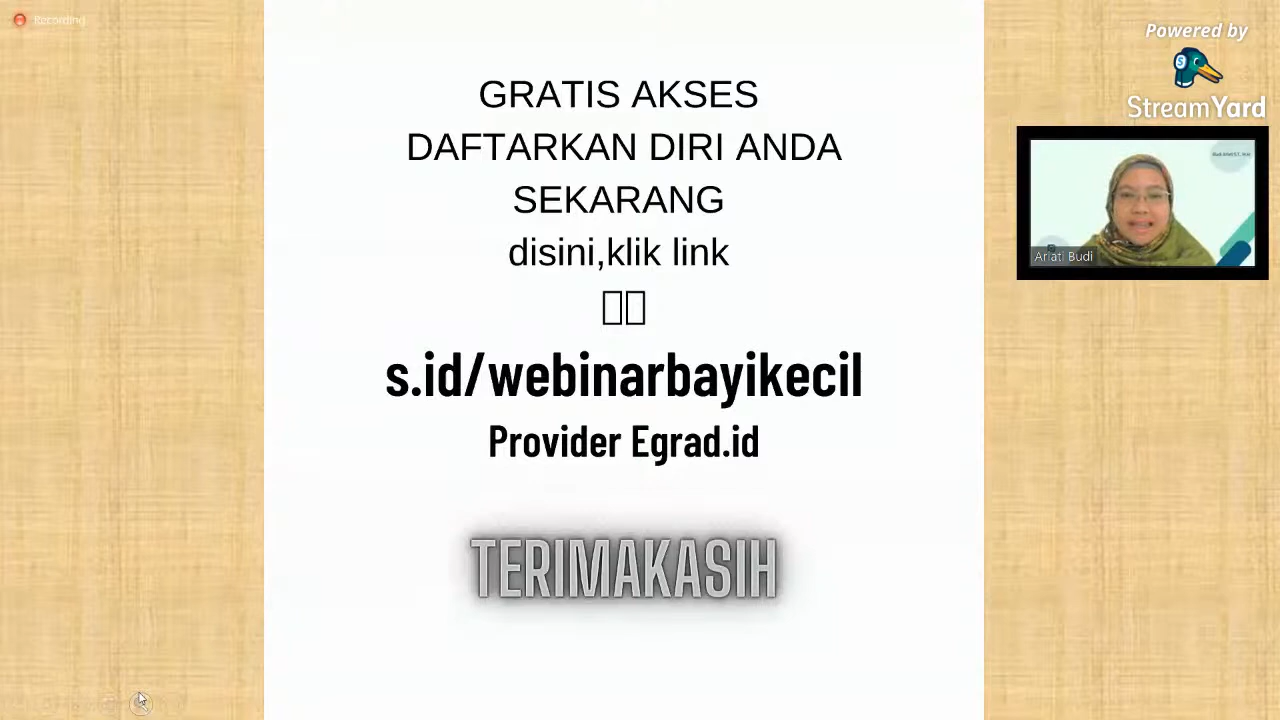 Recording
GRATIS AKSES
DAFTARKAN DIRI ANDA
SEKARANG
disini,klik link
s.id/webinarbayikecil
Provider Egrad.id
TERIMAKASIH
Powered by
StreamYard
Ariati Budi